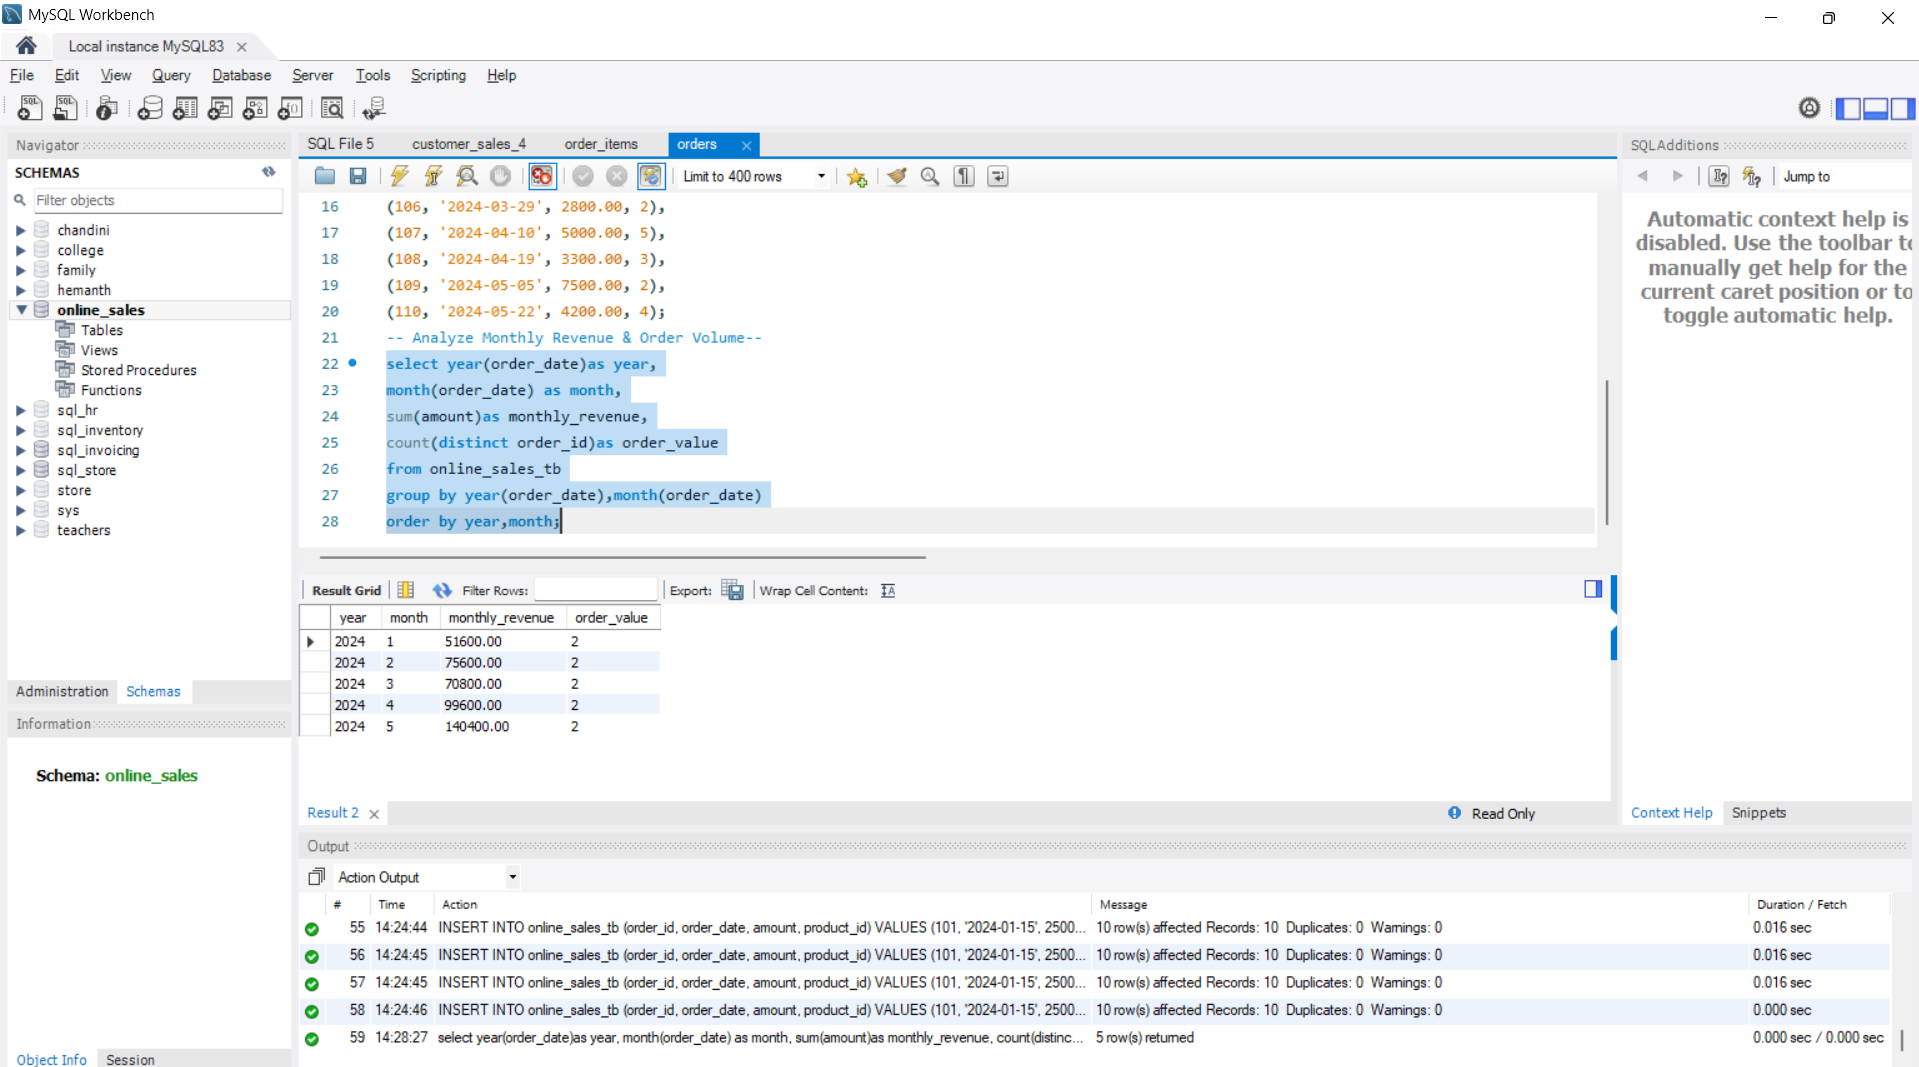 MySQL Workbench
Local instance MySQL83
File Edit View Query Database Server Tools Scripting Help
Navigator
SCHEMAS
Filter objects
chandini
college
family
hemanth
online_sales
Tables
Views
Stored Procedures
Functions
sql_hr
sql_inventory
sql_invoicing
sql_store
store
sys
teachers
Administration Schemas
Information
Schema: online_sales
Object Info Session
SQL File 5 customer_sales_4 order_items orders
Limit to 400 rows
16 (106, '2024-03-29', 2800.00, 2),
17 (107, '2024-04-10', 5000.00, 5),
18 (108, '2024-04-19', 3300.00, 3),
19 (109, '2024-05-05', 7500.00, 2),
20 (110, '2024-05-22', 4200.00, 4);
21 -- Analyze Monthly Revenue & Order Volume--
22 select year(order_date)as year,
23 month(order_date) as month,
24 sum(amount)as monthly_revenue,
25 count(distinct order_id)as order_value
26 from online_sales_tb
27 group by year(order_date),month(order_date)
28 order by year,month;
Result Grid Filter Rows: Export: Wrap Cell Content:
year month monthly_revenue order_value
2024 1 51600.00 2
2024 2 75600.00 2
2024 3 70800.00 2
2024 4 99600.00 2
2024 5 140400.00 2
Result 2 Read Only
SQLAdditions
Jump to
Automatic context help is
disabled. Use the toolbar to
manually get help for the
current caret position or to
toggle automatic help.
Context Help Snippets
Output
Action Output
# Time Action Message Duration / Fetch
55 14:24:44 INSERT INTO online_sales_tb (order_id, order_date, amount, product_id) VALUES (101, '2024-01-15', 2500... 10 row(s) affected Records: 10 Duplicates: 0 Warnings: 0 0.016 sec
56 14:24:45 INSERT INTO online_sales_tb (order_id, order_date, amount, product_id) VALUES (101, '2024-01-15', 2500... 10 row(s) affected Records: 10 Duplicates: 0 Warnings: 0 0.016 sec
57 14:24:45 INSERT INTO online_sales_tb (order_id, order_date, amount, product_id) VALUES (101, '2024-01-15', 2500... 10 row(s) affected Records: 10 Duplicates: 0 Warnings: 0 0.016 sec
58 14:24:46 INSERT INTO online_sales_tb (order_id, order_date, amount, product_id) VALUES (101, '2024-01-15', 2500... 10 row(s) affected Records: 10 Duplicates: 0 Warnings: 0 0.000 sec
59 14:28:27 select year(order_date)as year, month(order_date) as month, sum(amount)as monthly_revenue, count(distinc... 5 row(s) returned 0.000 sec / 0.000 sec